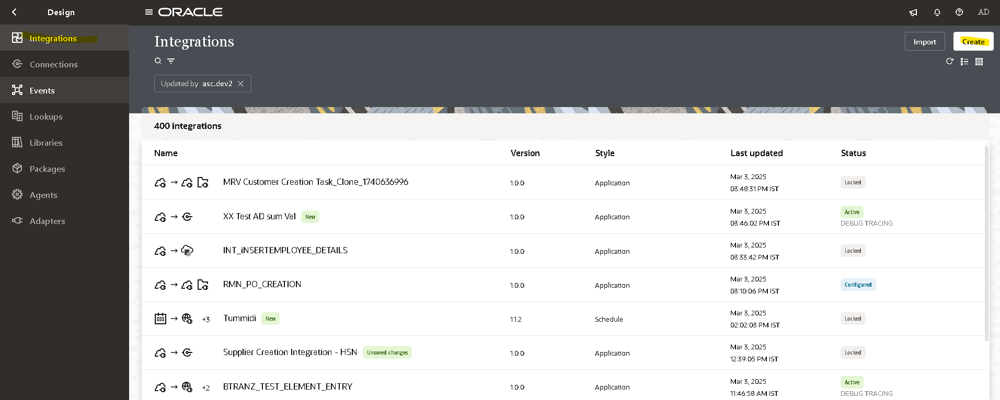 Design
ORACLE
AD
Integrations
Connections
Events
Lookups
Libraries
Packages
Agents
Adapters
Integrations
Import
Create
Updated by asc.dev2
400 integrations
Name Version Style Last updated Status
MRV Customer Creation Task_Clone_1740636996 1.0.0 Application Mar 3, 2025 03:48:31 PM IST Locked
XX Test AD sum Val New 1.0.0 Application Mar 3, 2025 03:46:02 PM IST Active DEBUG TRACING
INT_iNSERTEMPLOYEE_DETAILS 1.0.0 Application Mar 3, 2025 03:33:42 PM IST Locked
RMN_PO_CREATION 1.0.0 Application Mar 3, 2025 03:10:06 PM IST Configured
+3 Tummidi New 1.1.2 Schedule Mar 3, 2025 02:02:03 PM IST Locked
Supplier Creation Integration - HSN Unsaved changes 1.0.0 Application Mar 3, 2025 12:39:05 PM IST Locked
+2 BTRANZ_TEST_ELEMENT_ENTRY 1.0.0 Application Mar 3, 2025 11:46:58 AM IST Active DEBUG TRACING